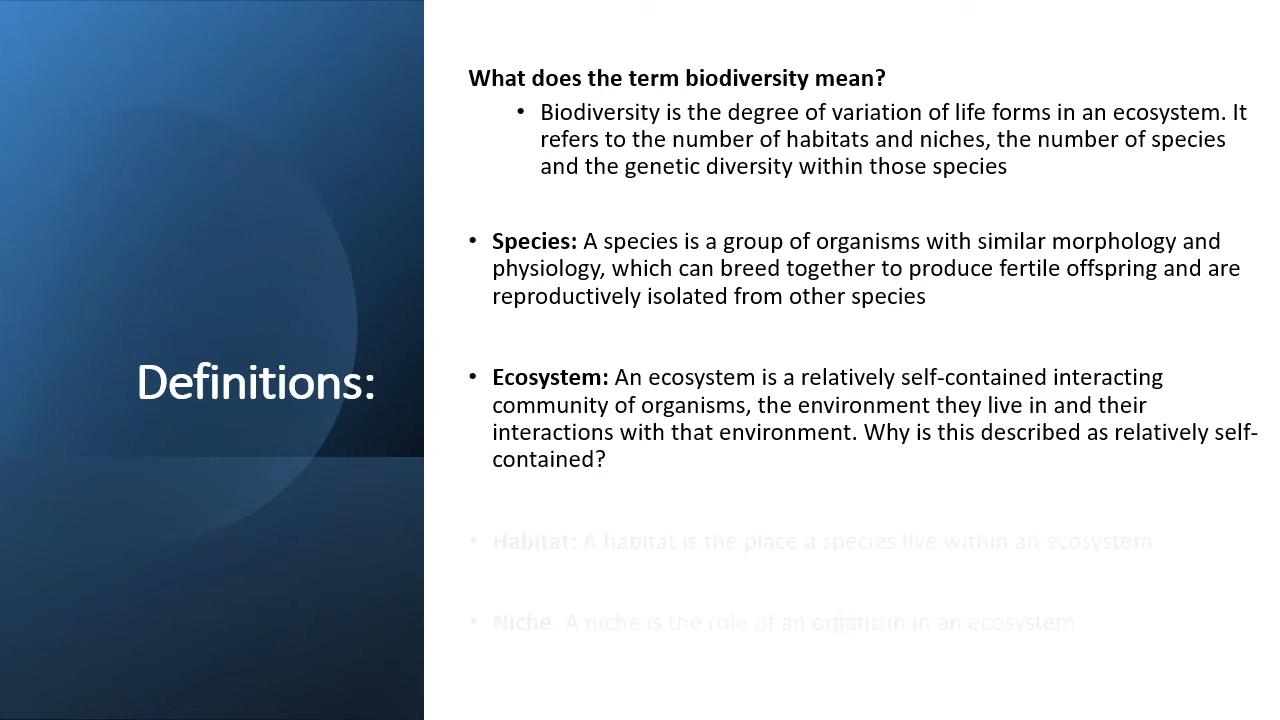 What does the term biodiversity mean?
• Biodiversity is the degree of variation of life forms in an ecosystem. It
refers to the number of habitats and niches, the number of species
and the genetic diversity within those species
• Species: A species is a group of organisms with similar morphology and
physiology, which can breed together to produce fertile offspring and are
reproductively isolated from other species
Definitions:
• Ecosystem: An ecosystem is a relatively self-contained interacting
community of organisms, the environment they live in and their
interactions with that environment. Why is this described as relatively self-
contained?
• Habitat: A habitat is the place a species live within an ecosystem
• Niche A niche is the role of an organism in an ecosystem